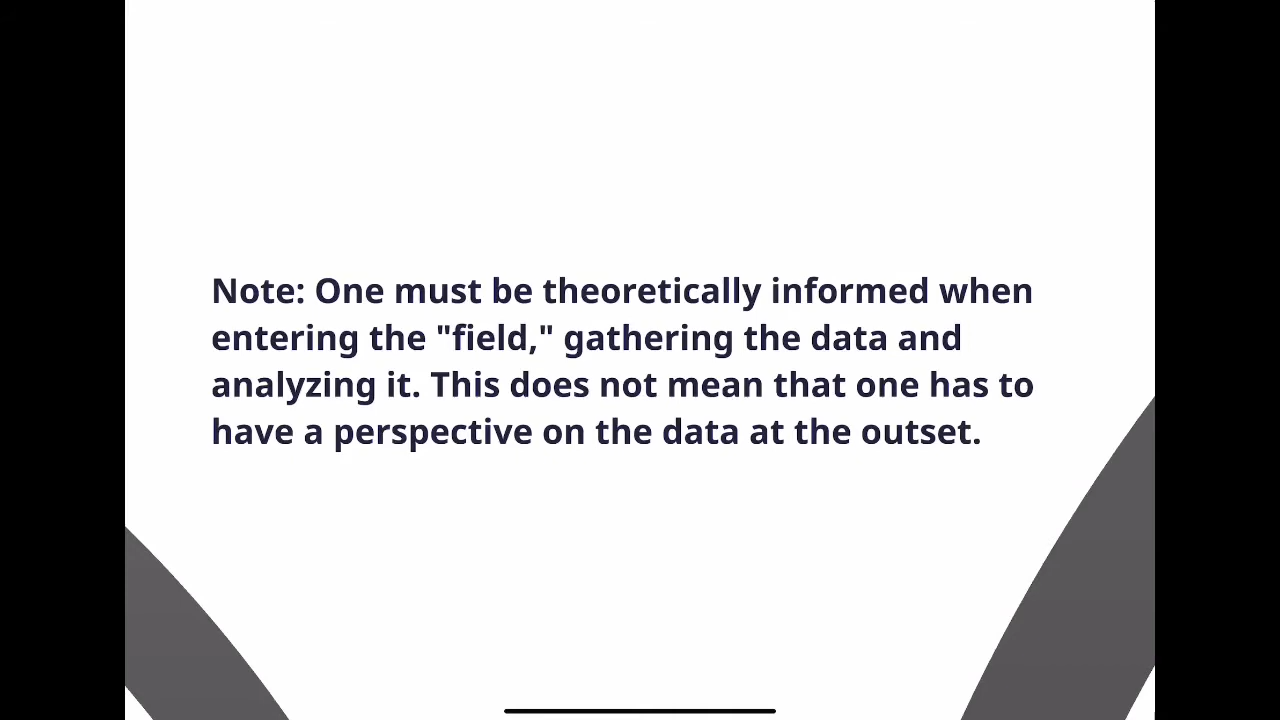 Note: One must be theoretically informed when
entering the "field," gathering the data and
analyzing it. This does not mean that one has to
have a perspective on the data at the outset.